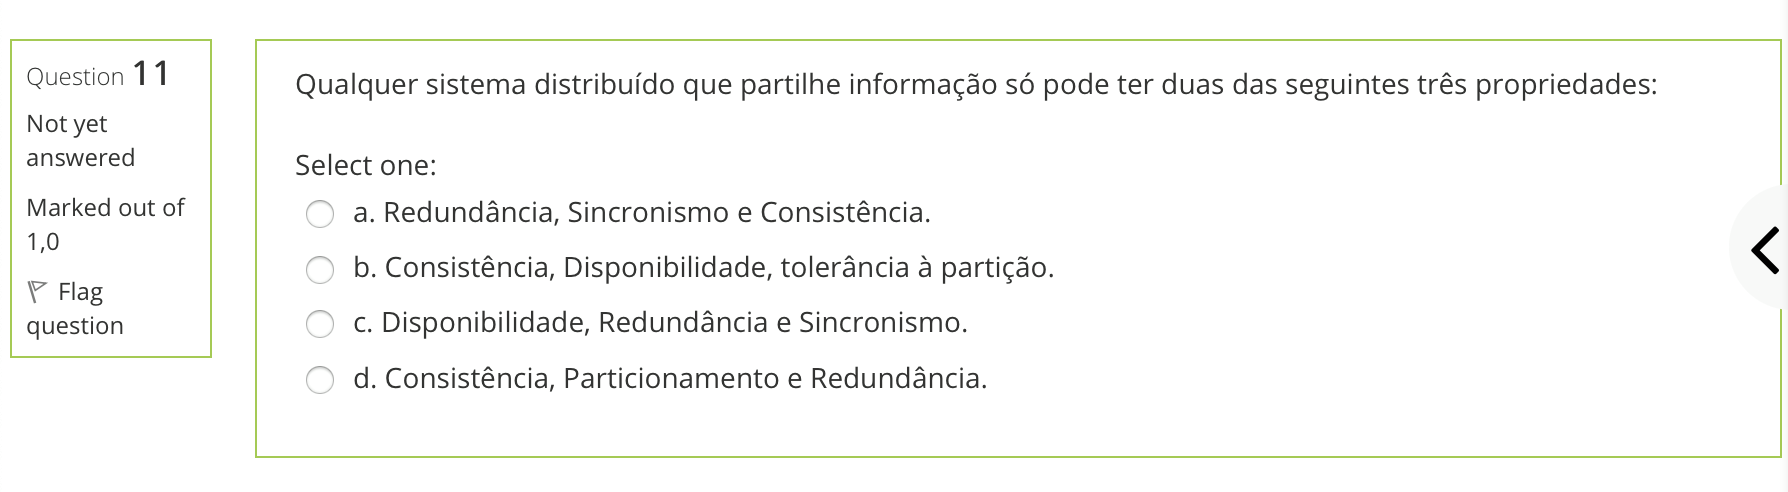 Question 11
Not yet
answered
Marked out of
1,0
Flag
question
Qualquer sistema distribuído que partilhe informação só pode ter duas das seguintes três propriedades:
Select one:
a. Redundância, Sincronismo e Consistência.
b. Consistência, Disponibilidade, tolerância à partição.
c. Disponibilidade, Redundância e Sincronismo.
d. Consistência, Particionamento e Redundância.